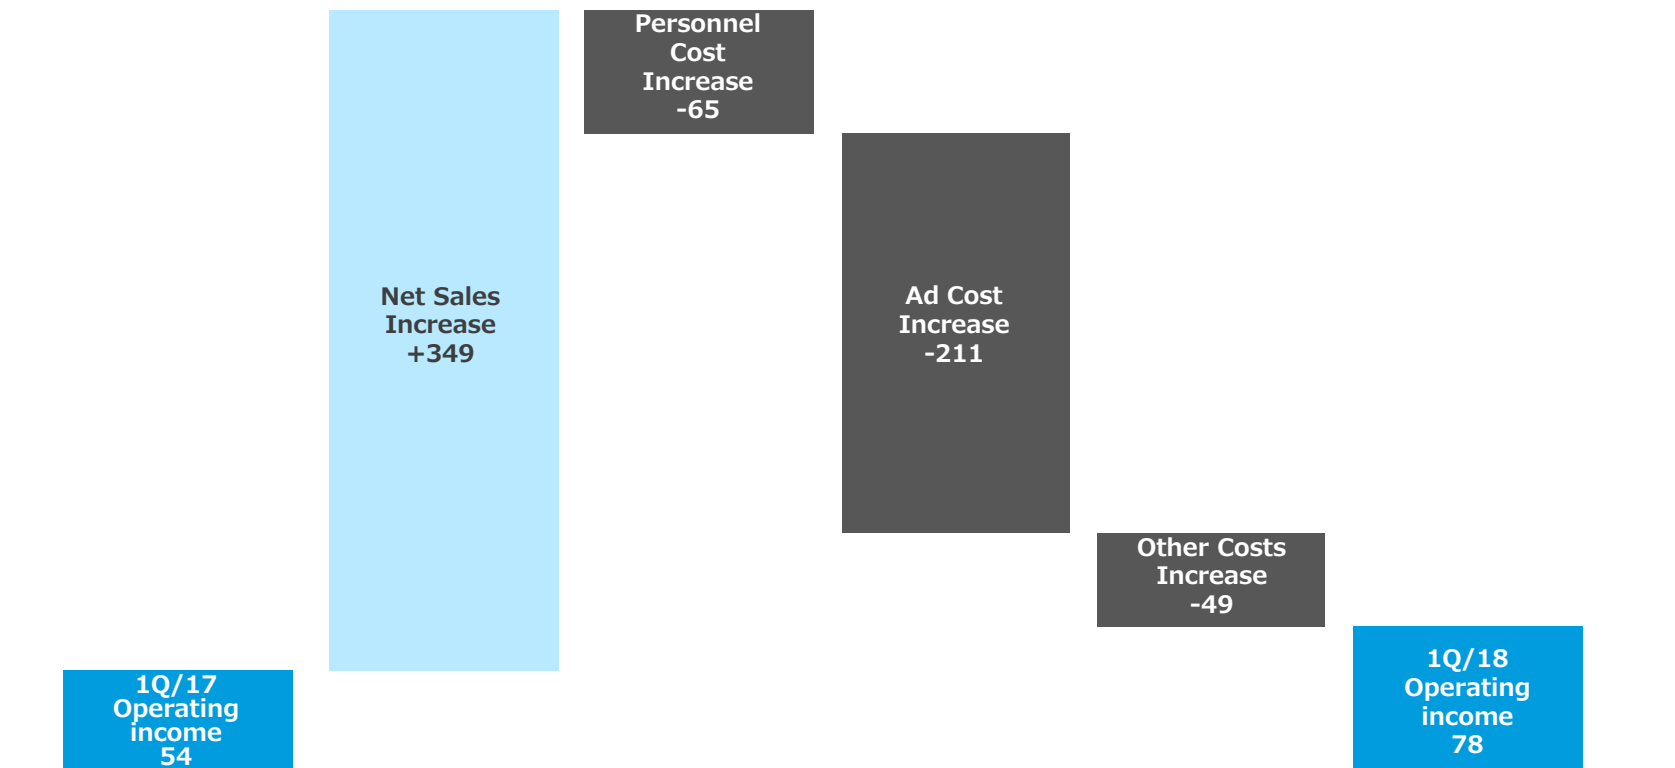 1Q/17
Operating
income
54
Net Sales
Increase
+349
Personnel
Cost
Increase
-65
Ad Cost
Increase
-211
Other Costs
Increase
-49
1Q/18
Operating
income
78